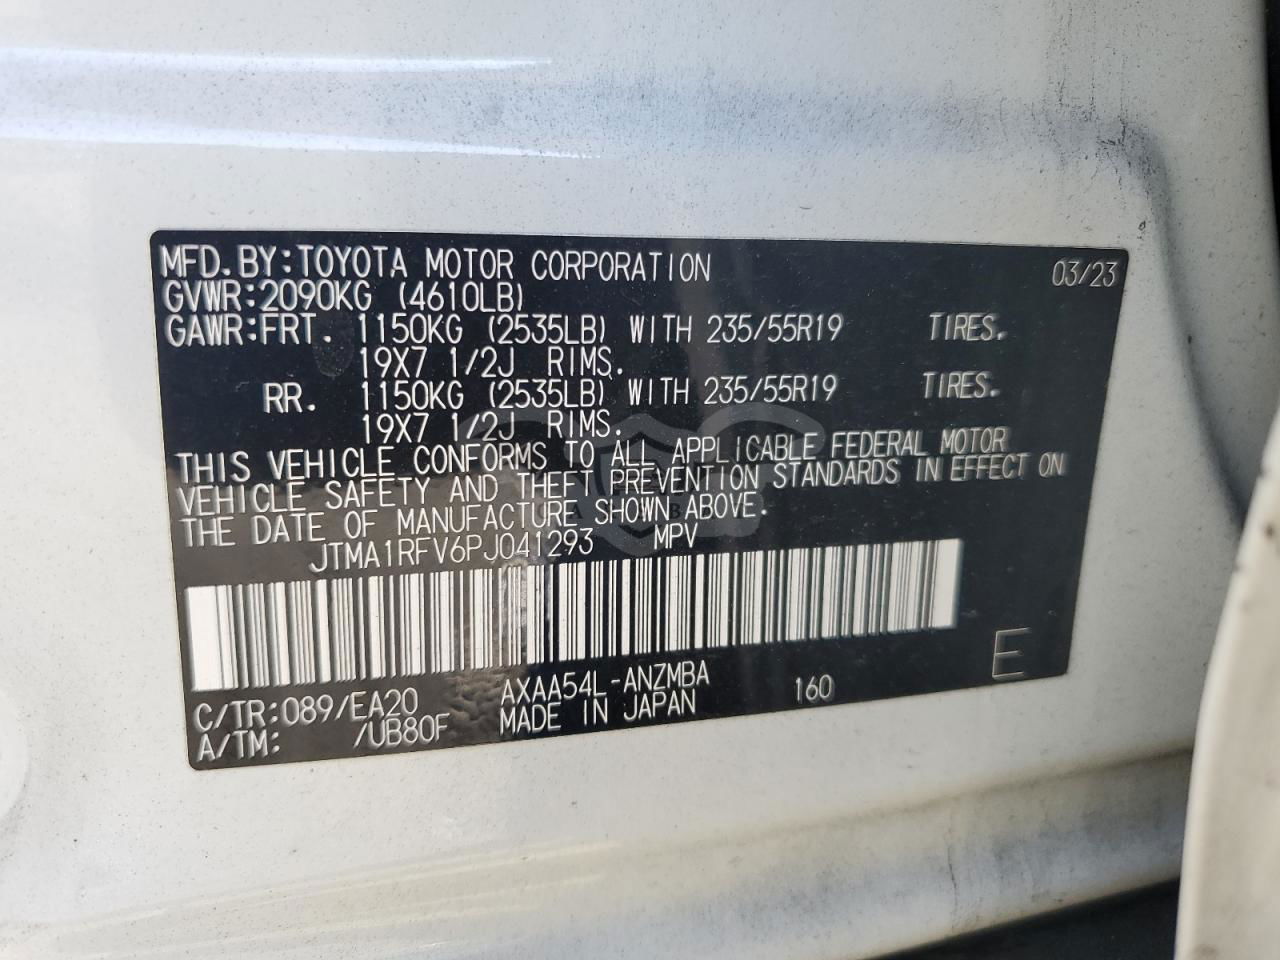 MFD.BY:TOYOTA MOTOR CORPORATION 03/23
GVWR:2090KG (4610LB)
GAWR:FRT. 1150KG (2535LB) WITH 235/55R19 TIRES.
19X7 1/2J RIMS.
RR. 1150KG (2535LB) WITH 235/55R19 TIRES.
19X7 1/2J RIMS.
THIS VEHICLE CONFORMS TO ALL APPLICABLE FEDERAL MOTOR
VEHICLE SAFETY AND THEFT PREVENTION STANDARDS IN EFFECT ON
THE DATE OF MANUFACTURE SHOWN ABOVE.
JTMA1RFV6PJ041293 MPV
C/TR:089/EA20 AXAA54L-ANZMBA 160 E
A/TM: /UB80F MADE IN JAPAN